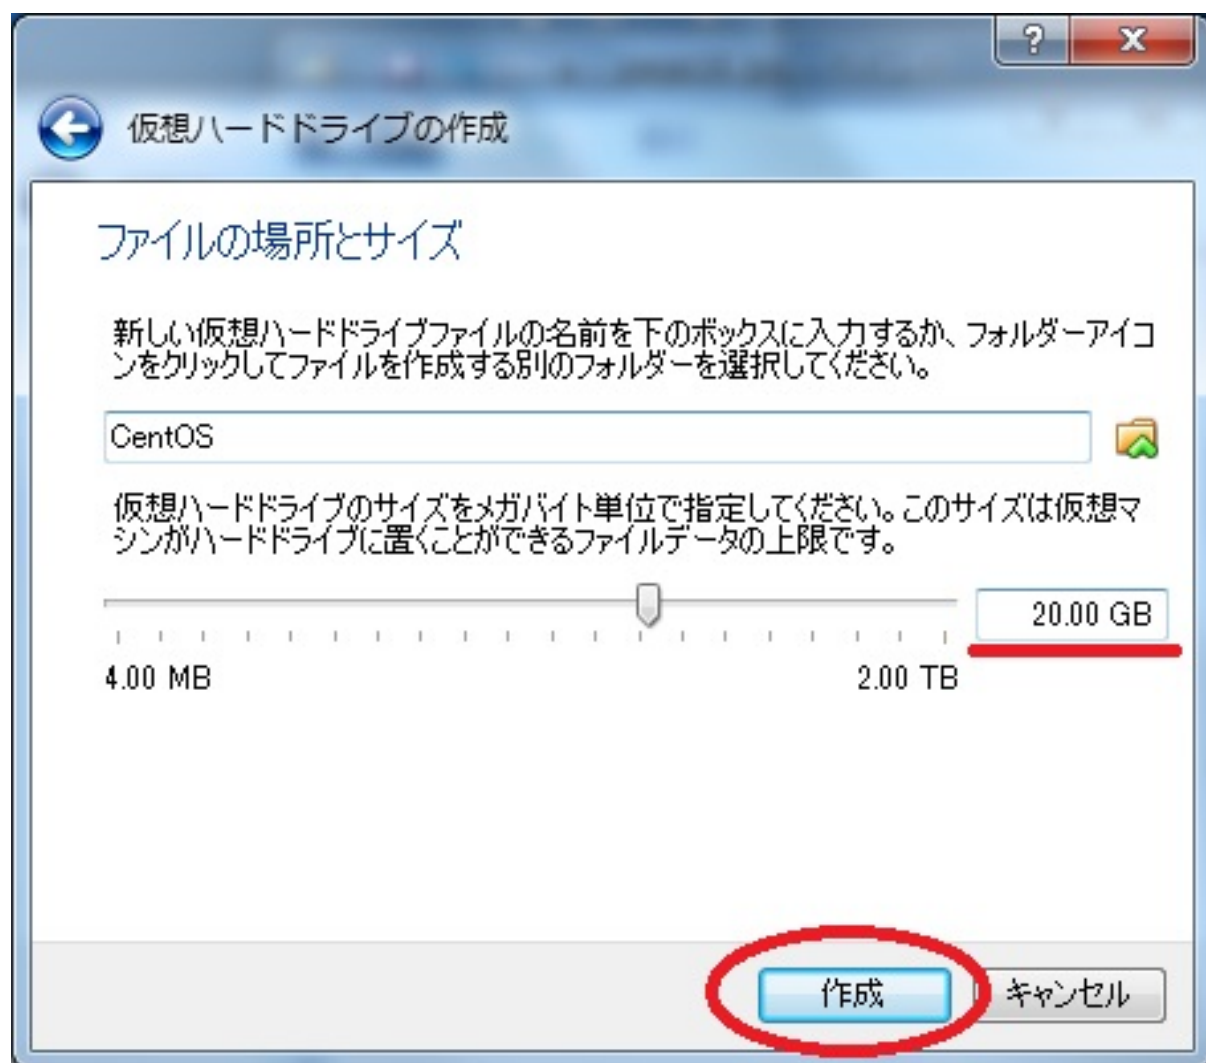 仮想ハードドライブの作成
ファイルの場所とサイズ
新しい仮想ハードドライブファイルの名前を下のボックスに入力するか、フォルダーアイコ
ンをクリックしてファイルを作成する別のフォルダーを選択してください。
CentOS
仮想ハードドライブのサイズをメガバイト単位で指定してください。このサイズは仮想マ
シンがハードドライブに置くことができるファイルデータの上限です。
20.00 GB
4.00 MB
2.00 TB
作成
キャンセル